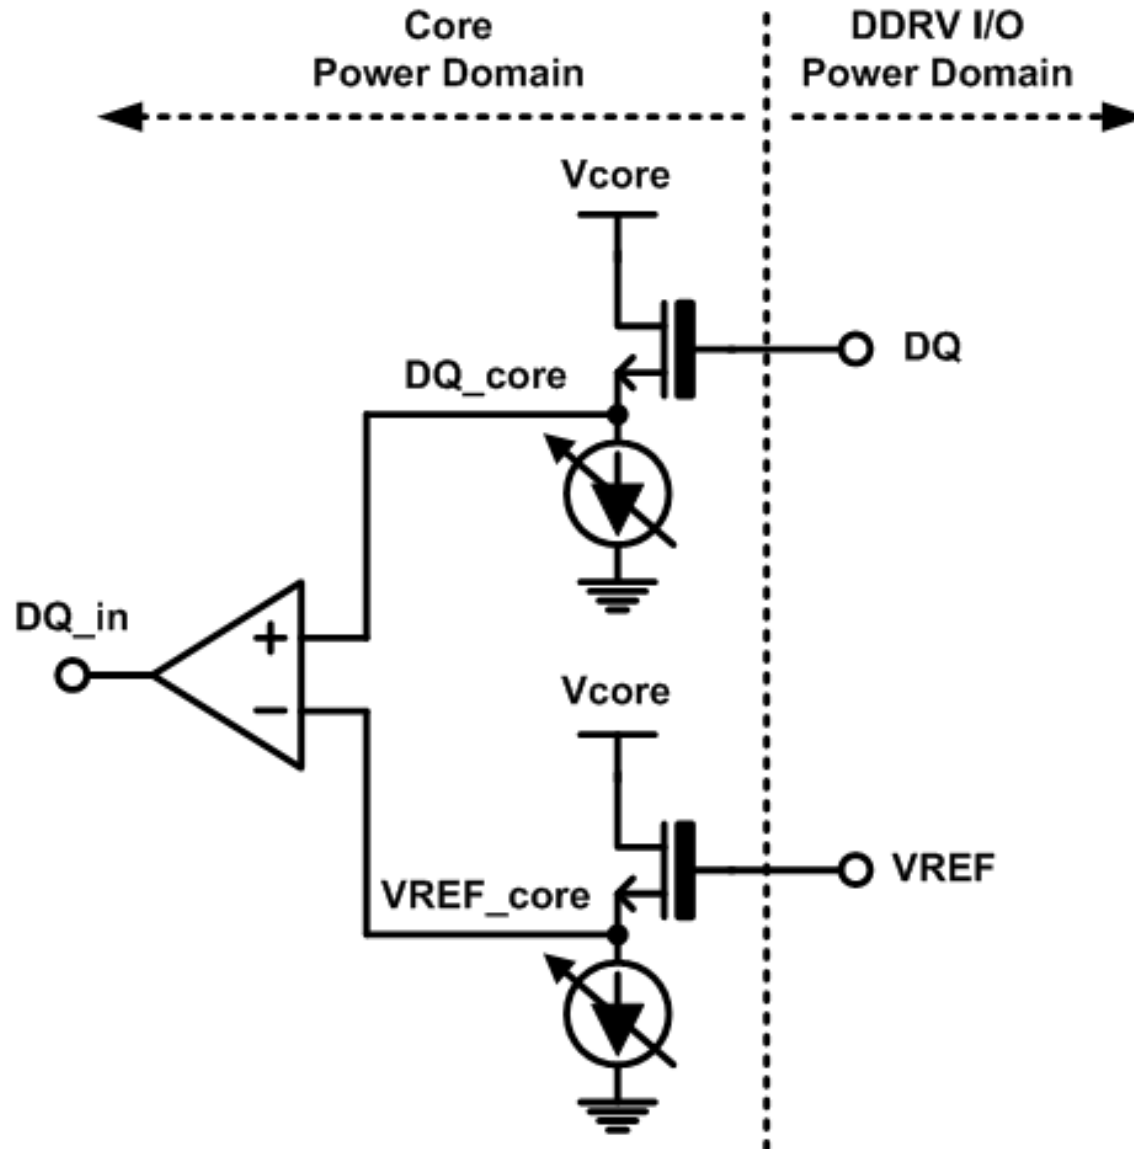 Core
Power Domain
DDRV I/O
Power Domain
Vcore
DQ
DQ_core
DQ_in
+
−
Vcore
VREF
VREF_core